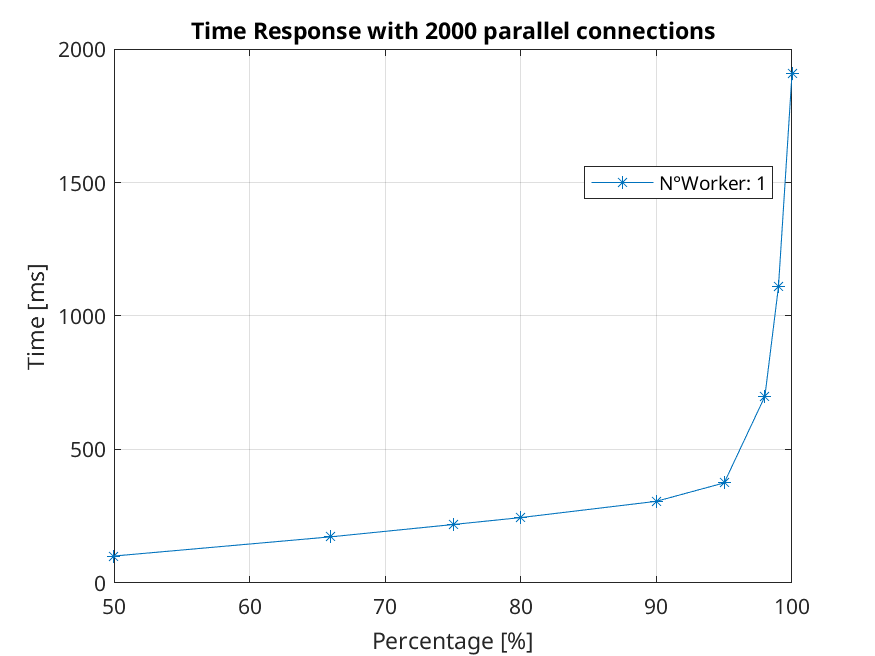 Time Response with 2000 parallel connections
2000
1500
1000
500
0
Time [ms]
N°Worker: 1
50 60 70 80 90 100
Percentage [%]